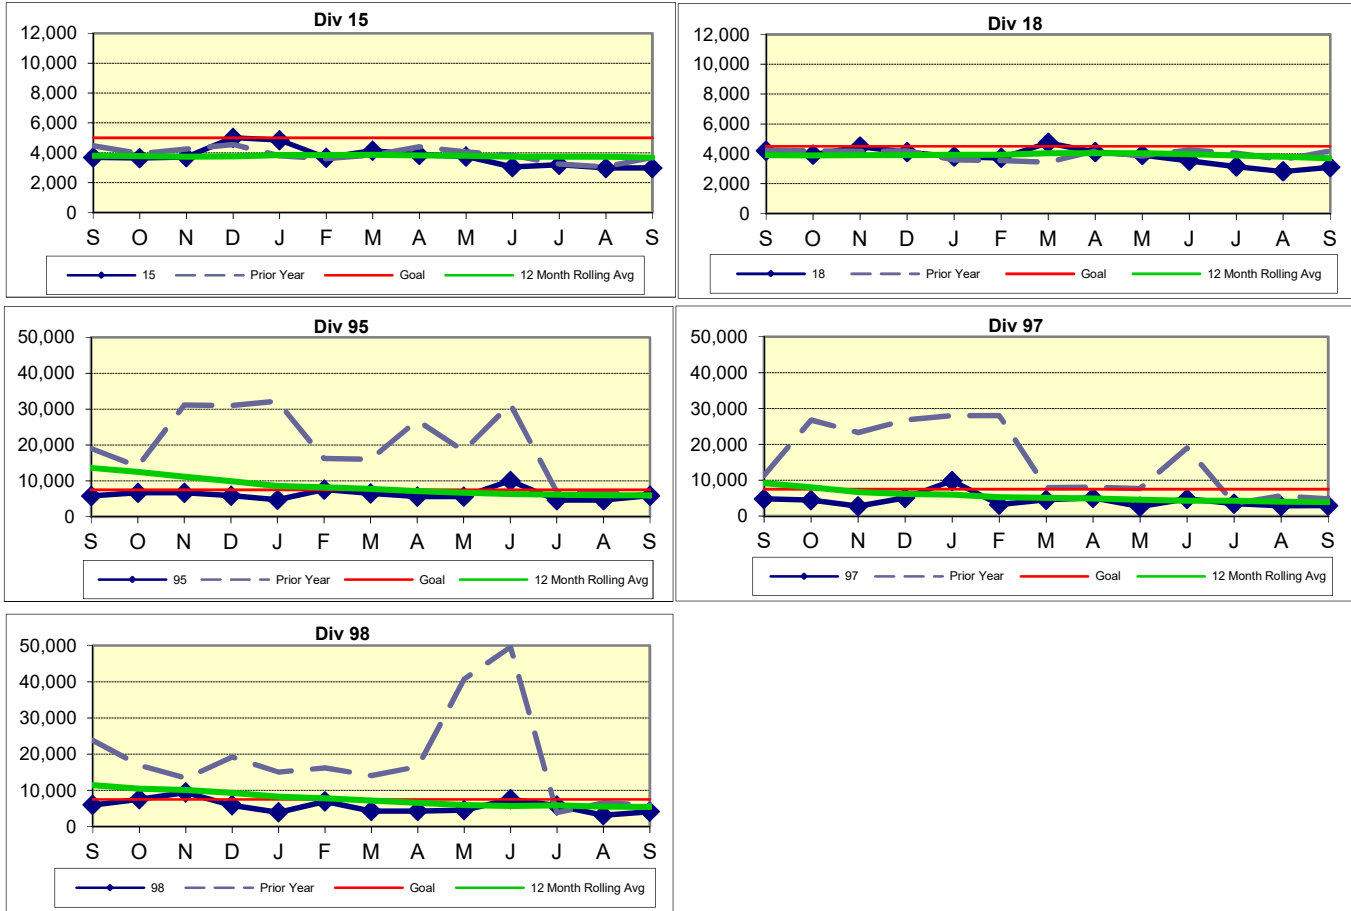 Div 15
12,000
10,000
8,000
6,000
4,000
2,000
0
S O N D J F M A M J J A S
15 Prior Year Goal 12 Month Rolling Avg
Div 18
12,000
10,000
8,000
6,000
4,000
2,000
0
S O N D J F M A M J J A S
18 Prior Year Goal 12 Month Rolling Avg
Div 95
50,000
40,000
30,000
20,000
10,000
0
S O N D J F M A M J J A S
95 Prior Year Goal 12 Month Rolling Avg
Div 97
50,000
40,000
30,000
20,000
10,000
0
S O N D J F M A M J J A S
97 Prior Year Goal 12 Month Rolling Avg
Div 98
50,000
40,000
30,000
20,000
10,000
0
S O N D J F M A M J J A S
98 Prior Year Goal 12 Month Rolling Avg